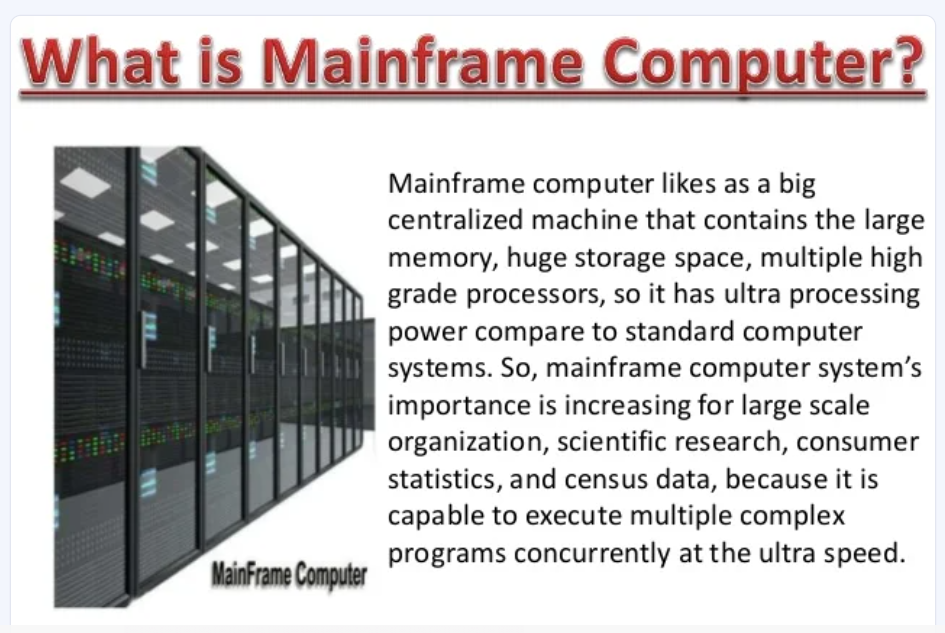 What is Mainframe Computer?
Mainframe computer likes as a big
centralized machine that contains the large
memory, huge storage space, multiple high
grade processors, so it has ultra processing
power compare to standard computer
systems. So, mainframe computer system’s
importance is increasing for large scale
organization, scientific research, consumer
statistics, and census data, because it is
capable to execute multiple complex
programs concurrently at the ultra speed.
MainFrame Computer